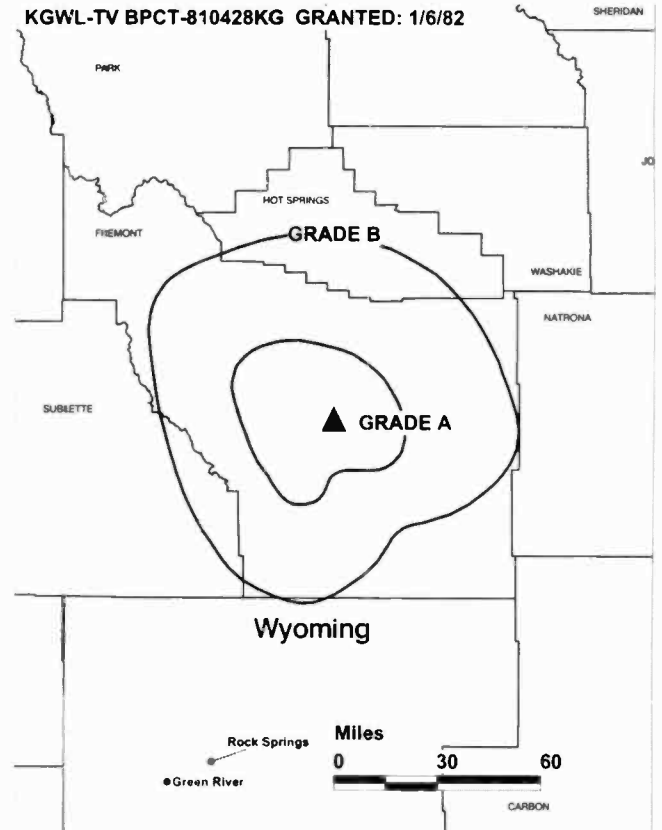 KGWL-TV BPCT-810428KG GRANTED: 1/6/82
SHERIDAN
PARK
JO
HOT SPRINGS
FREMONT
GRADE B
WASHAKIE
NATRONA
SUBLETTE
GRADE A
Wyoming
Miles
Rock Springs
0 30 60
Green River
CARBON